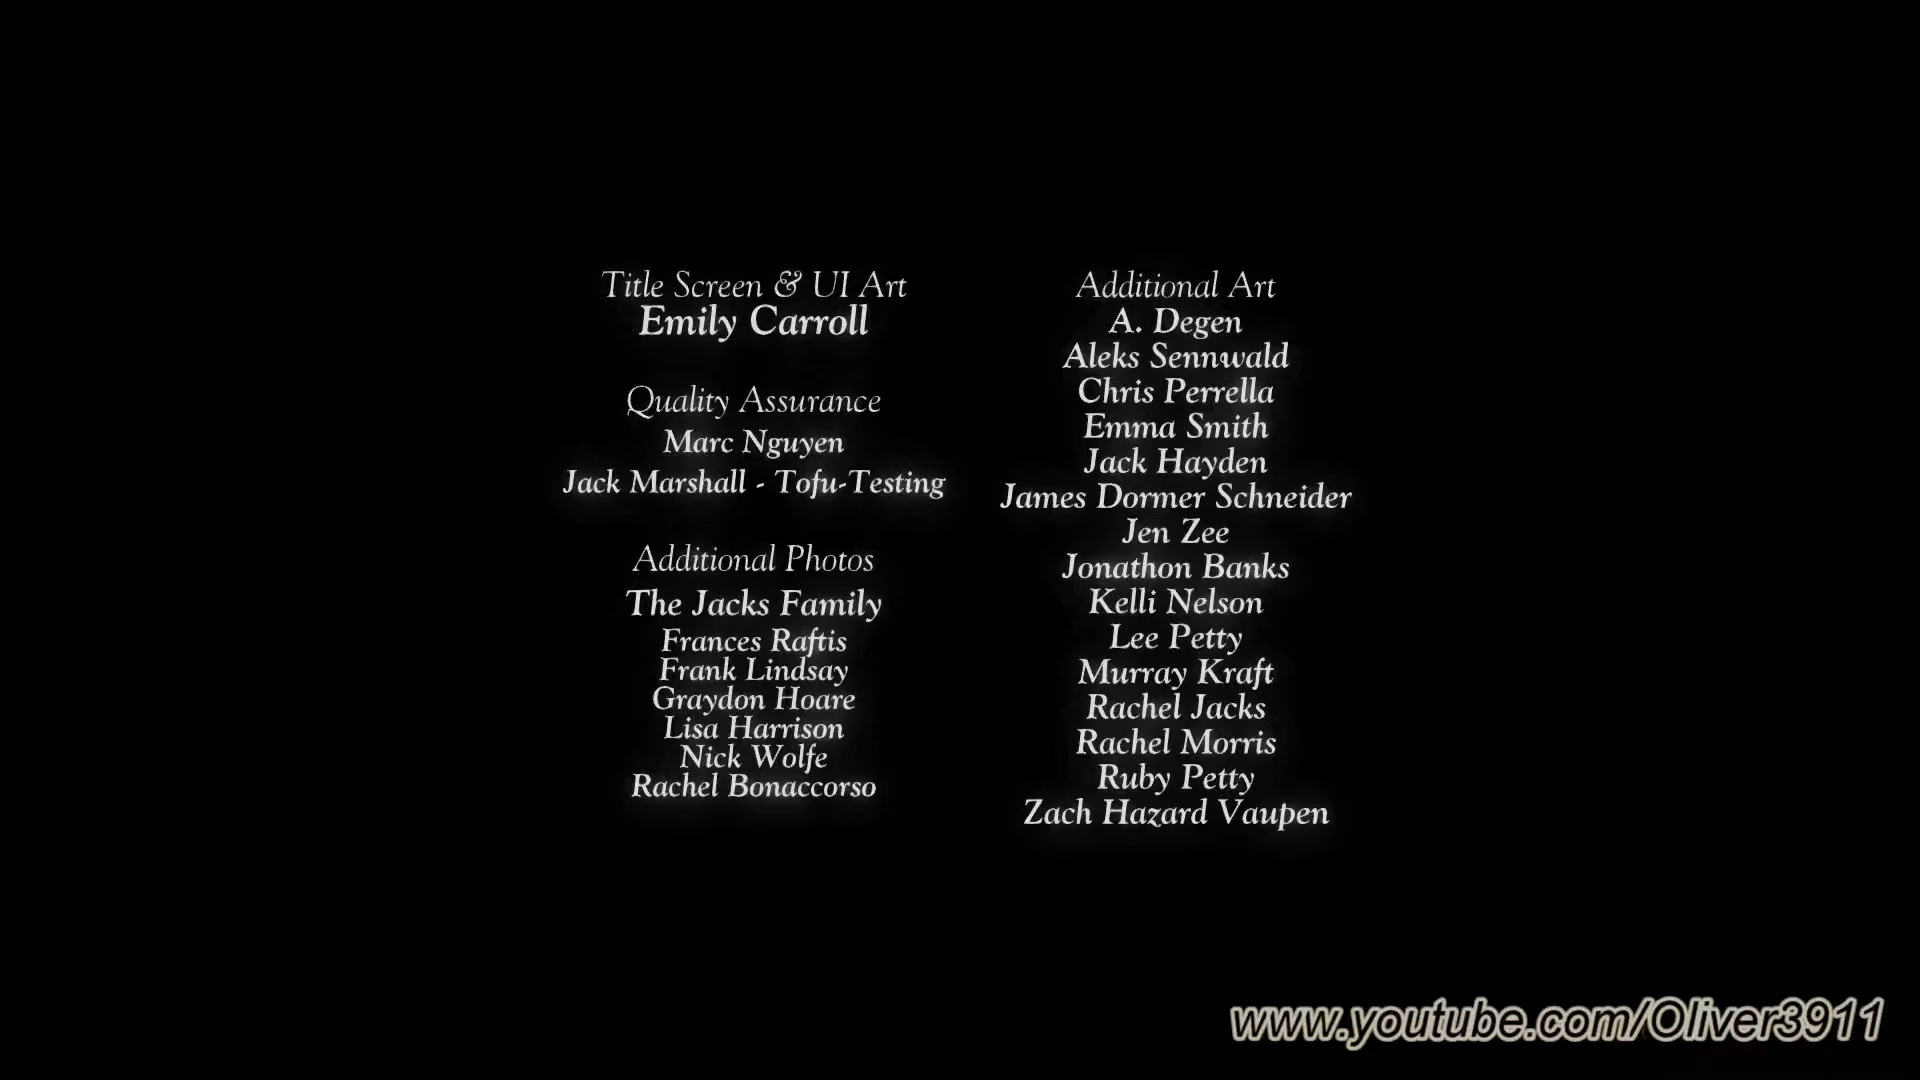 Title Screen & UI Art
Emily Carroll
Quality Assurance
Marc Nguyen
Jack Marshall - Tofu-Testing
Additional Photos
The Jacks Family
Frances Raftis
Frank Lindsay
Graydon Hoare
Lisa Harrison
Nick Wolfe
Rachel Bonaccorso
Additional Art
A. Degen
Aleks Sennwald
Chris Perrella
Emma Smith
Jack Hayden
James Dormer Schneider
Jen Zee
Jonathon Banks
Kelli Nelson
Lee Petty
Murray Kraft
Rachel Jacks
Rachel Morris
Ruby Petty
Zach Hazard Vaupen
www.youtube.com/Oliver3911